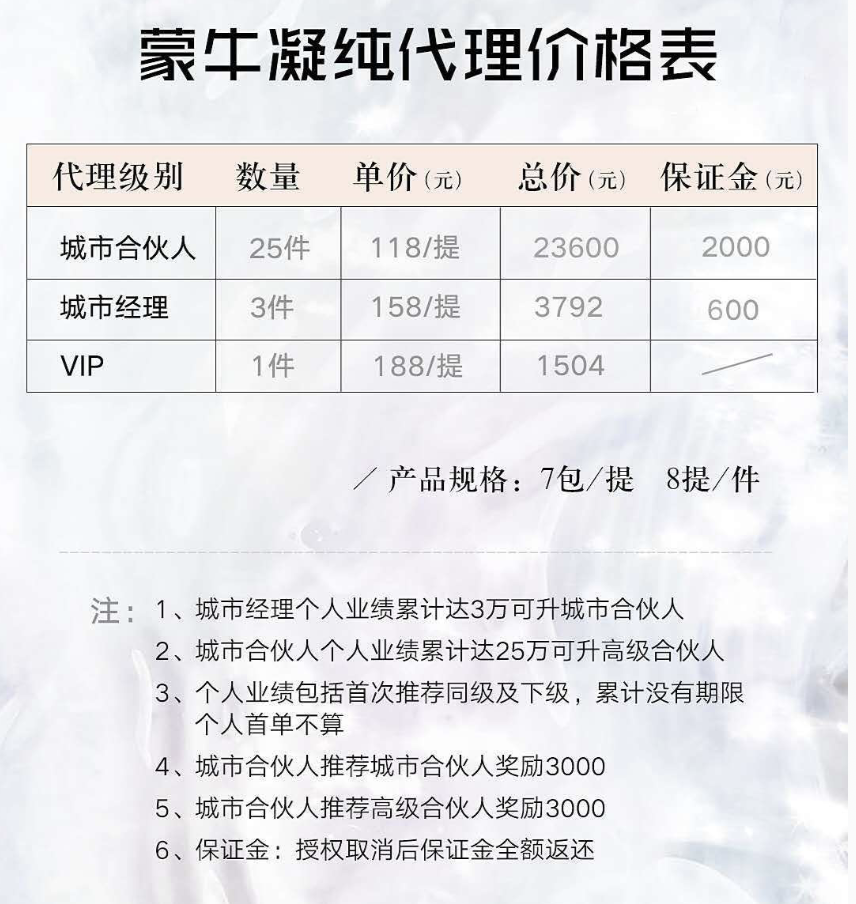 蒙牛凝纯代理价格表
代理级别 数量 单价(元) 总价(元) 保证金(元)
城市合伙人 25件 118/提 23600 2000
城市经理 3件 158/提 3792 600
VIP 1件 188/提 1504
/ 产品规格：7包/提 8提/件
注：1、城市经理个人业绩累计达3万可升城市合伙人
2、城市合伙人个人业绩累计达25万可升高级合伙人
3、个人业绩包括首次推荐同级及下级，累计没有期限
个人首单不算
4、城市合伙人推荐城市合伙人奖励3000
5、城市合伙人推荐高级合伙人奖励3000
6、保证金：授权取消后保证金全额返还